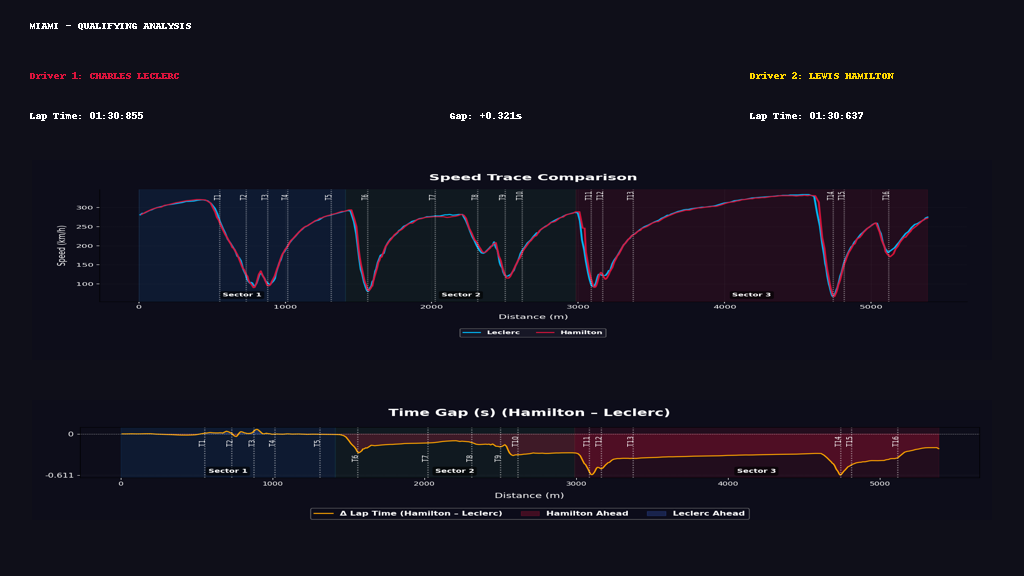 MIAMI - QUALIFYING ANALYSIS
Driver 1: CHARLES LECLERC
Driver 2: LEWIS HAMILTON
Lap Time: 01:30:855
Gap: +0.321s
Lap Time: 01:30:637
Speed Trace Comparison
T1 T2 T3 T4 T5 T6 T7 T8 T9 T10 T11 T12 T13 T14 T15 T16
Speed (km/h)
300
250
200
150
100
Sector 1 Sector 2 Sector 3
0 1000 2000 3000 4000 5000
Distance (m)
Leclerc Hamilton
Time Gap (s) (Hamilton – Leclerc)
0
-0.611
T1 T2 T3 T4 T5 T6 T7 T8 T9 T10 T11 T12 T13 T14 T15 T16
Sector 1 Sector 2 Sector 3
0 1000 2000 3000 4000 5000
Distance (m)
Δ Lap Time (Hamilton – Leclerc) Hamilton Ahead Leclerc Ahead